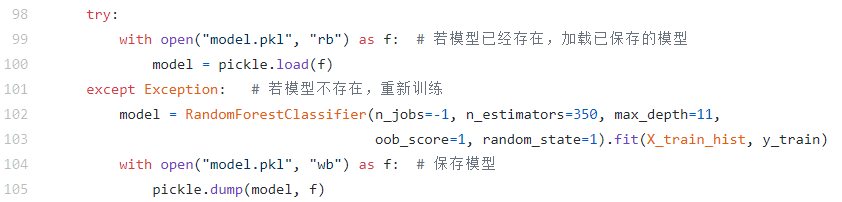 98 try:
99 with open("model.pkl", "rb") as f: # 若模型已经存在，加载已保存的模型
100 model = pickle.load(f)
101 except Exception: # 若模型不存在，重新训练
102 model = RandomForestClassifier(n_jobs=-1, n_estimators=350, max_depth=11,
103 oob_score=1, random_state=1).fit(X_train_hist, y_train)
104 with open("model.pkl", "wb") as f: # 保存模型
105 pickle.dump(model, f)